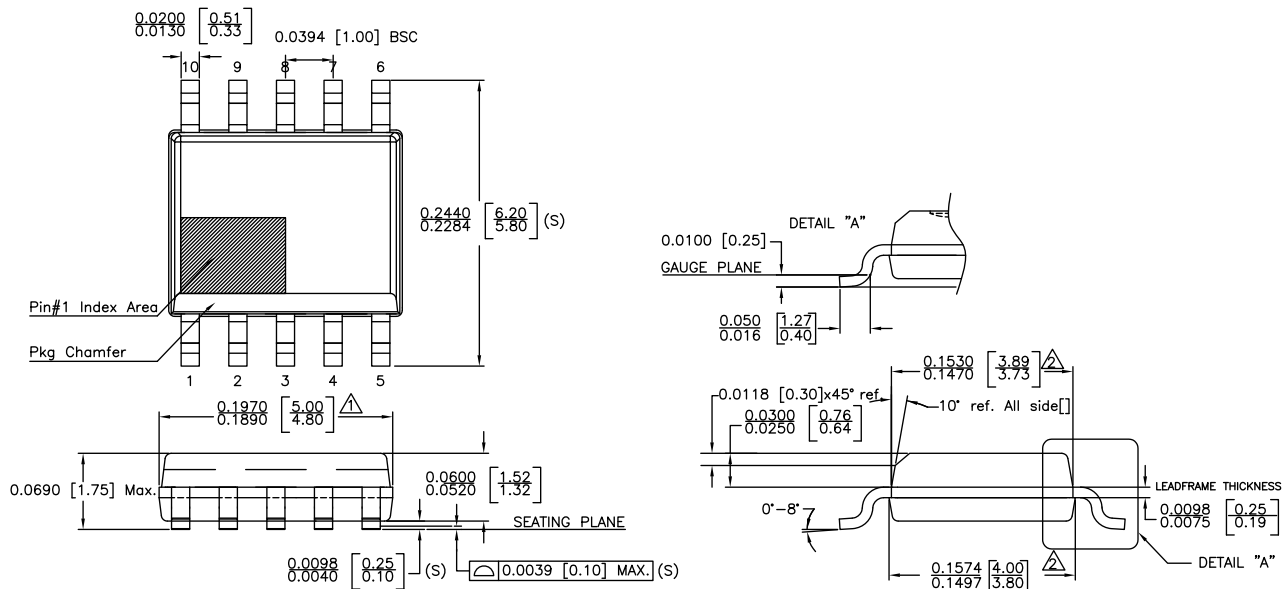 0.0200 [0.51]
0.0130 [0.33]
0.0394 [1.00] BSC
10 9 8 7 6
0.2440 [6.20] (S)
0.2284 [5.80]
Pin#1 Index Area
Pkg Chamfer
1 2 3 4 5
0.1970 [5.00] 1
0.1890 [4.80]
0.0690 [1.75] Max.
0.0600 [1.52]
0.0520 [1.32]
SEATING PLANE
0.0098 [0.25] (S)
0.0040 [0.10]
0.0039 [0.10] MAX. (S)
DETAIL "A"
0.0100 [0.25]
GAUGE PLANE
0.050 [1.27]
0.016 [0.40]
0.1530 [3.89] 2
0.1470 [3.73]
0.0118 [0.30]x45° ref.
10° ref. All side[]
0.0300 [0.76]
0.0250 [0.64]
0°-8°
LEADFRAME THICKNESS
0.0098 [0.25]
0.0075 [0.19]
DETAIL "A"
0.1574 [4.00] 2
0.1497 [3.80]